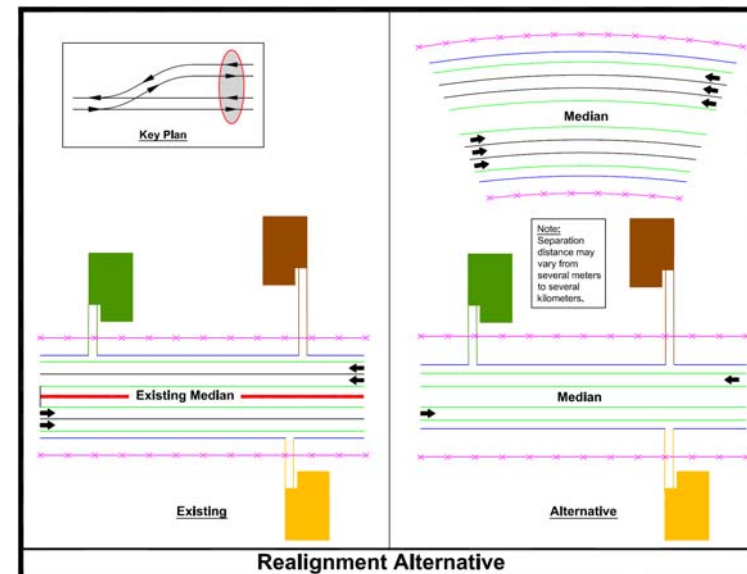 Key Plan
Existing Median
Existing
Median
Note:
Separation
distance may
vary from
several meters
to several
kilometers.
Median
Alternative
Realignment Alternative